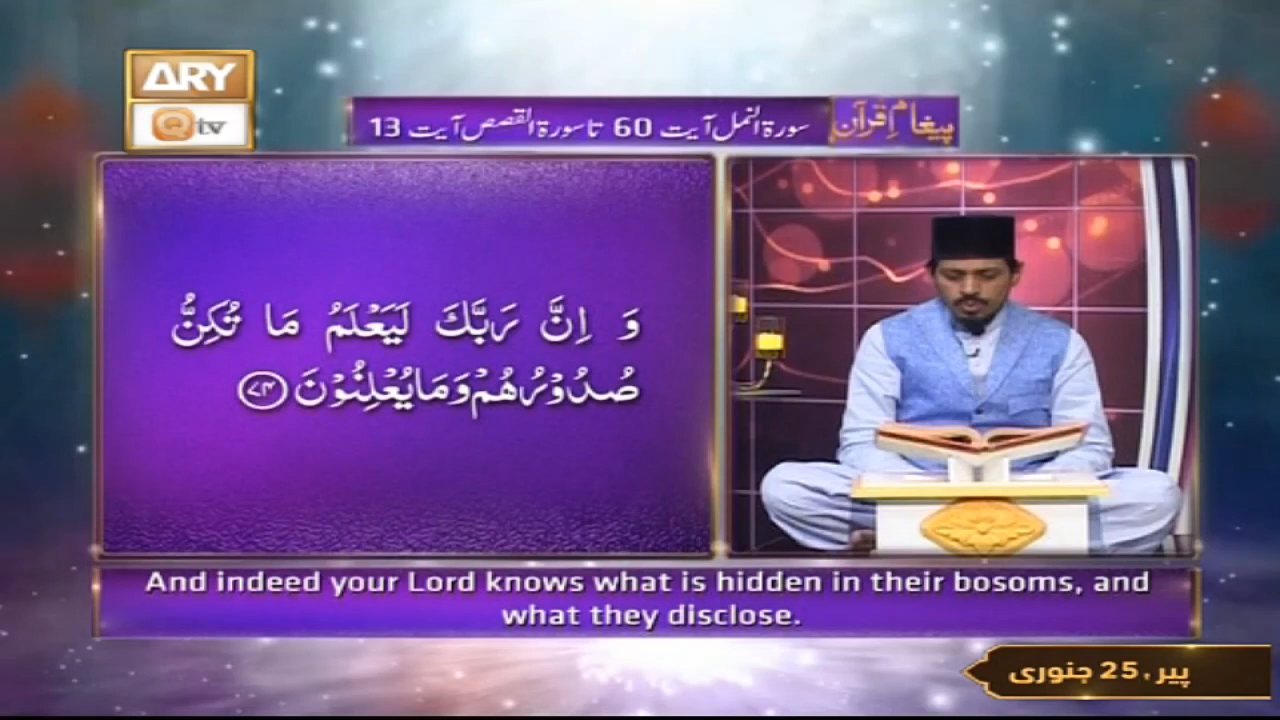 ARY
Qtv
پیغامِ قرآن
سورۃ النمل آیت 60 تا سورۃ القصص آیت 13
وَ اِنَّ رَبَّكَ لَيَعْلَمُ مَا تُكِنُّ
صُدُوْرُهُمْ وَمَا يُعْلِنُوْنَ ﴿۷۴﴾
And indeed your Lord knows what is hidden in their bosoms, and
what they disclose.
پیر، 25 جنوری